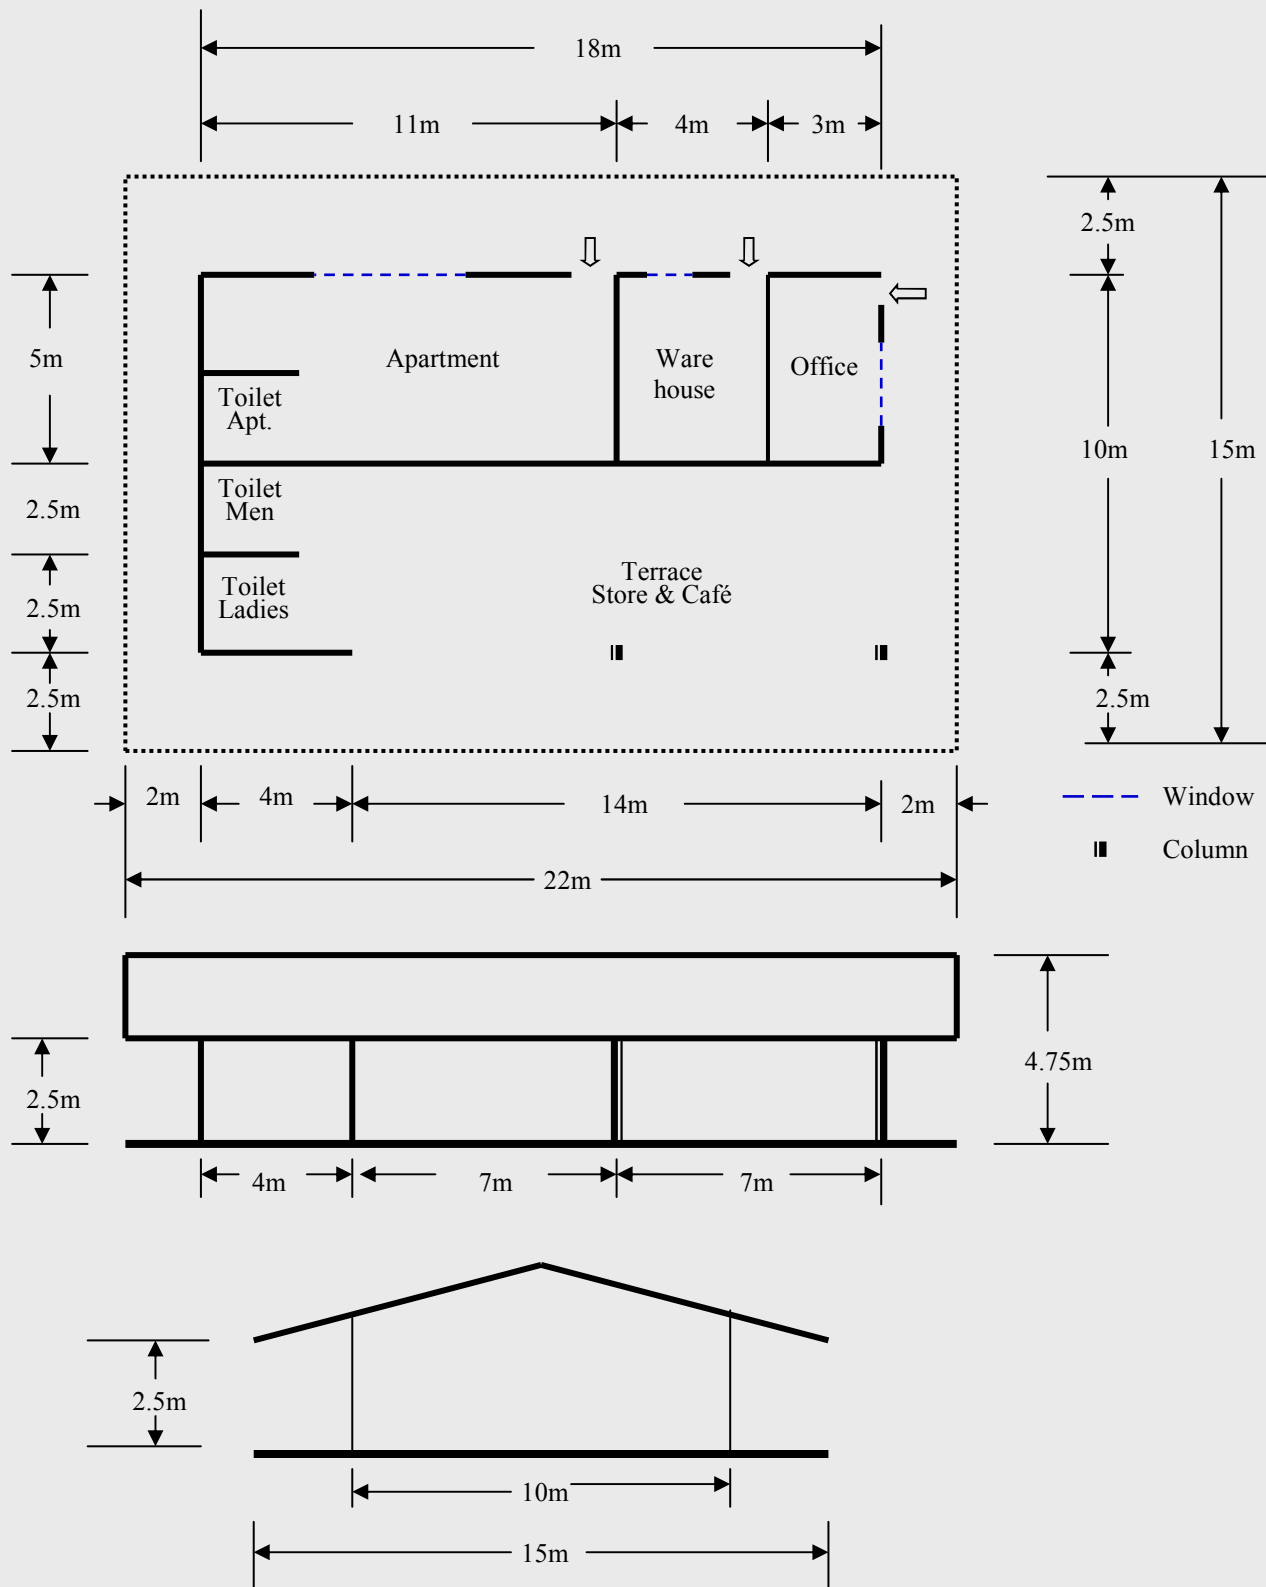 18m
11m
4m
3m
2.5m
5m
Apartment
Ware
house
Office
Toilet
Apt.
10m
15m
2.5m
Toilet
Men
Terrace
Store & Café
2.5m
Toilet
Ladies
2.5m
2.5m
2m
4m
14m
2m
Window
Column
22m
4.75m
2.5m
4m
7m
7m
2.5m
10m
15m